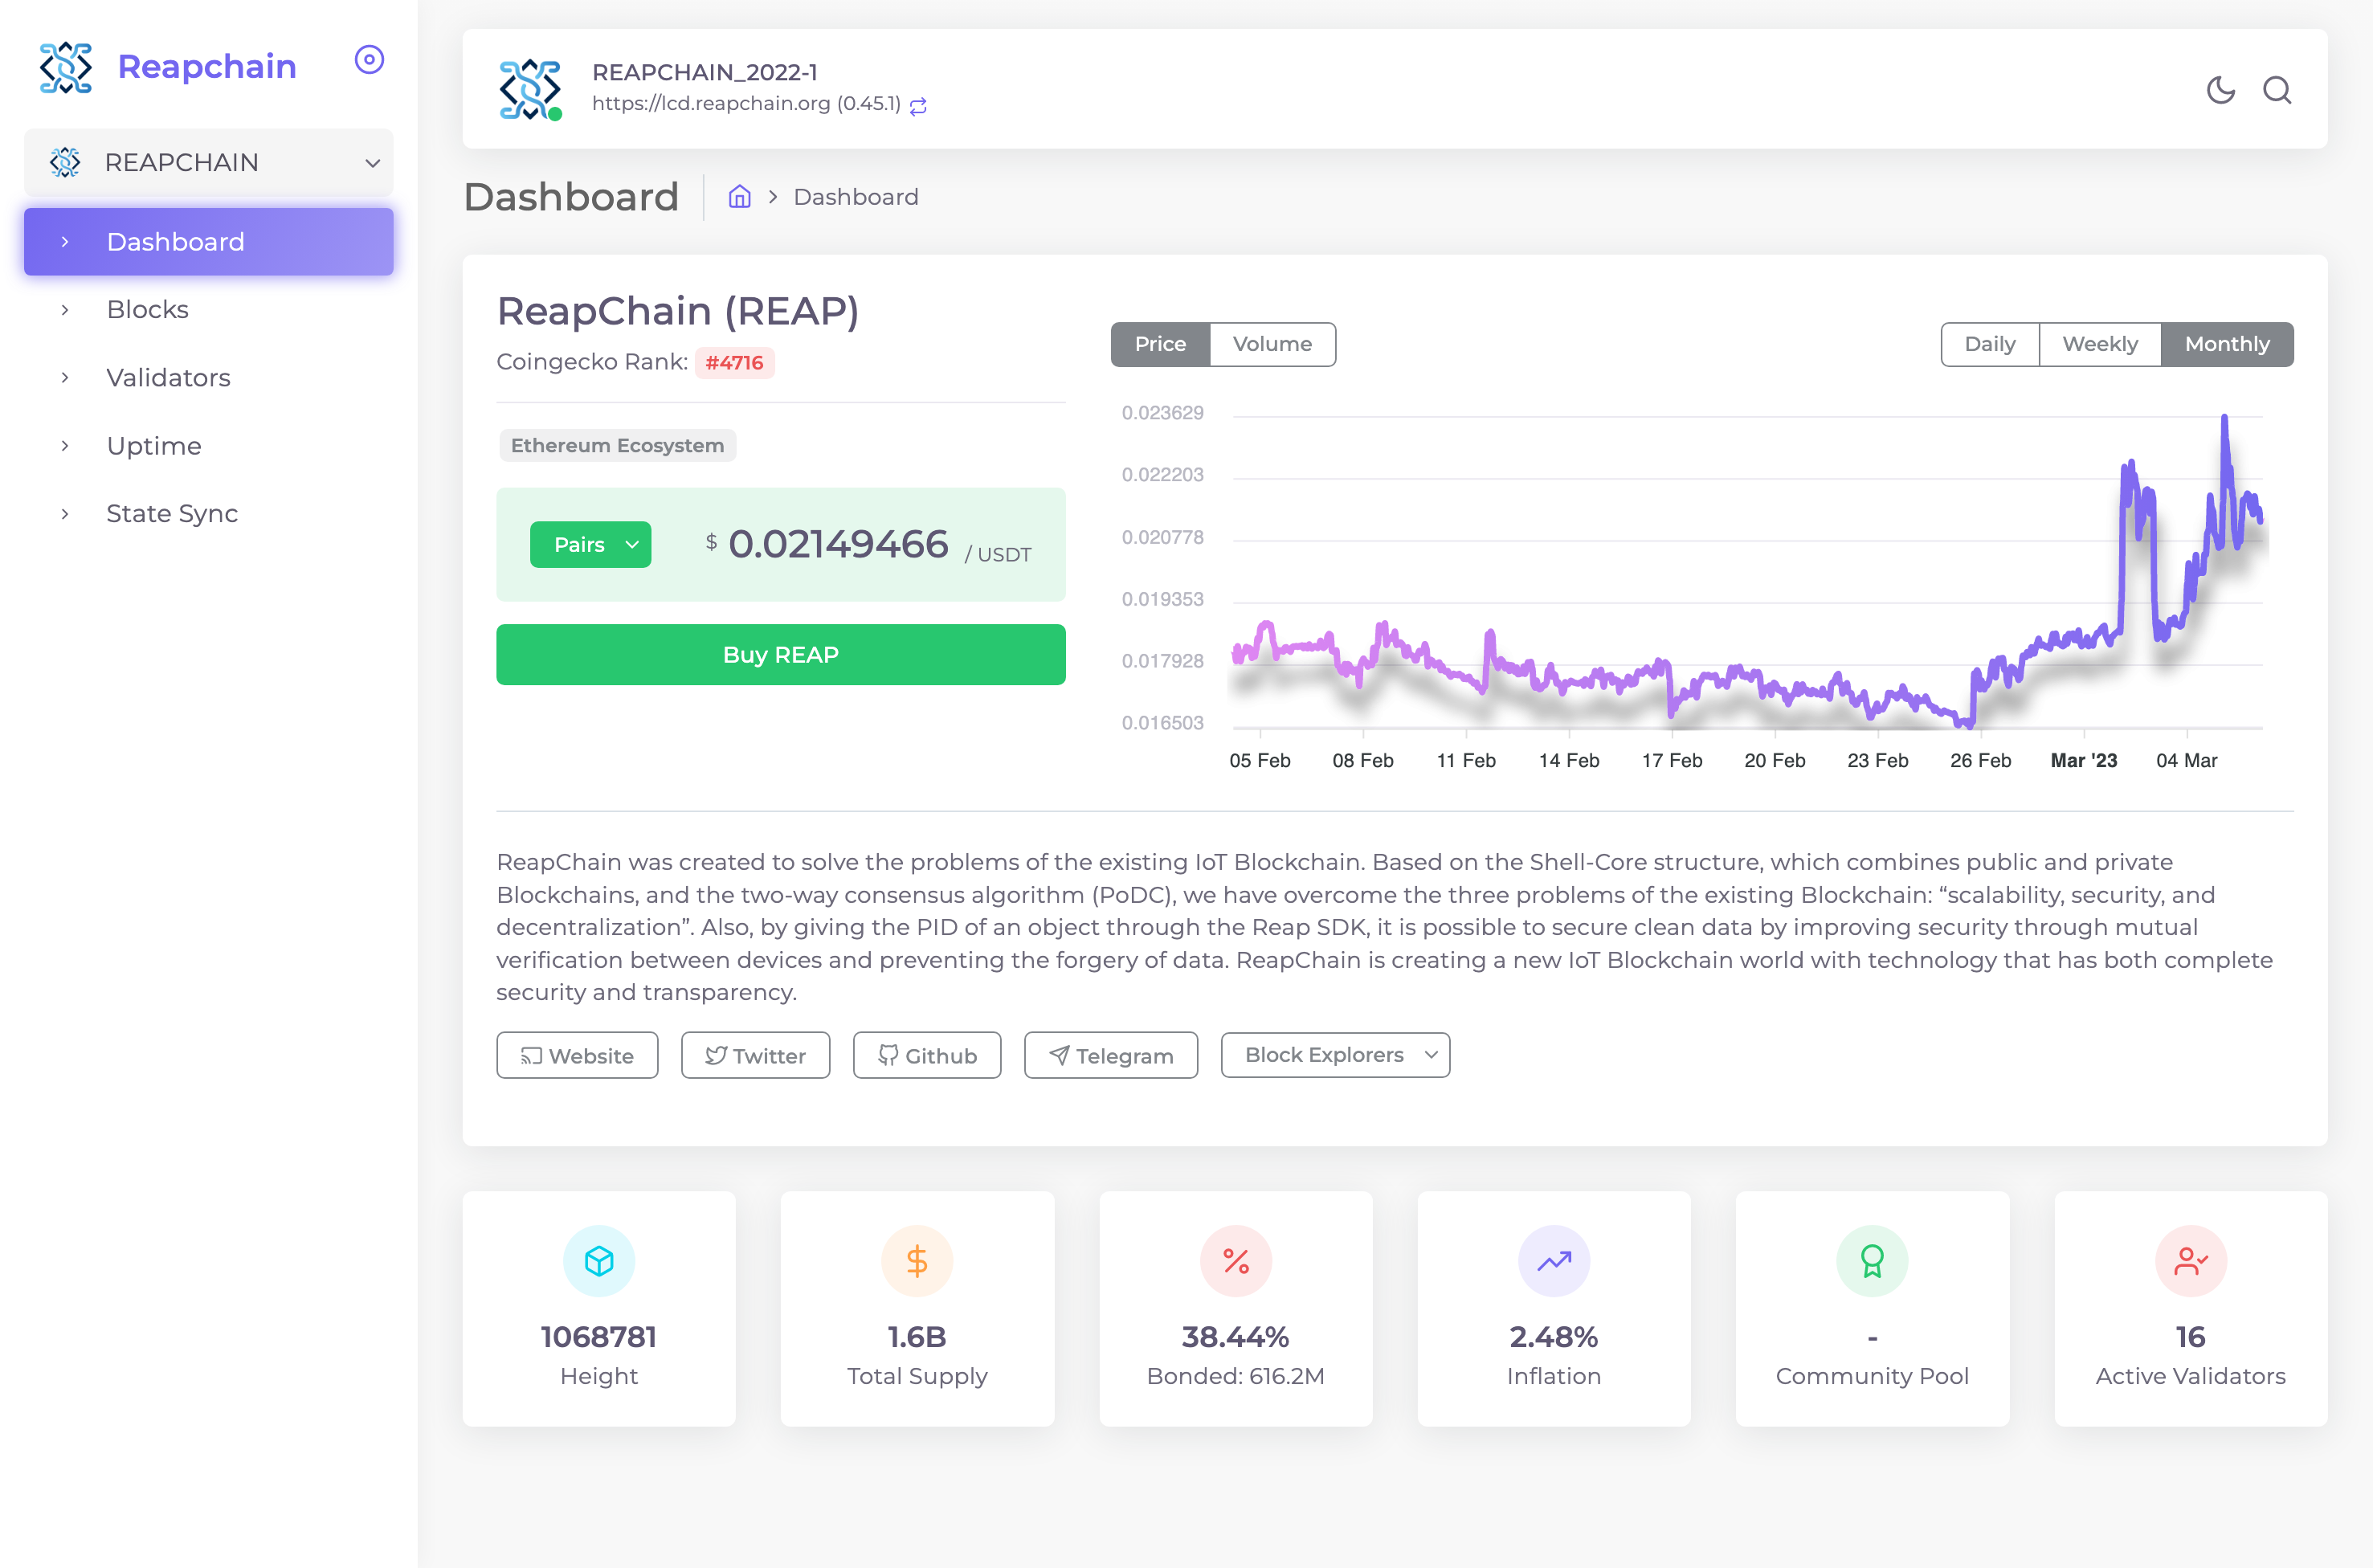 Reapchain
REAPCHAIN
Dashboard
Blocks
Validators
Uptime
State Sync
REAPCHAIN_2022-1
https://lcd.reapchain.org (0.45.1)
Dashboard
Dashboard
ReapChain (REAP)
Coingecko Rank: #4716
Ethereum Ecosystem
Pairs
$ 0.02149466 / USDT
Buy REAP
Price
Volume
Daily
Weekly
Monthly
0.023629
0.022203
0.020778
0.019353
0.017928
0.016503
05 Feb
08 Feb
11 Feb
14 Feb
17 Feb
20 Feb
23 Feb
26 Feb
Mar '23
04 Mar
ReapChain was created to solve the problems of the existing IoT Blockchain. Based on the Shell-Core structure, which combines public and private
Blockchains, and the two-way consensus algorithm (PoDC), we have overcome the three problems of the existing Blockchain: “scalability, security, and
decentralization”. Also, by giving the PID of an object through the Reap SDK, it is possible to secure clean data by improving security through mutual
verification between devices and preventing the forgery of data. ReapChain is creating a new IoT Blockchain world with technology that has both complete
security and transparency.
Website
Twitter
Github
Telegram
Block Explorers
1068781
Height
1.6B
Total Supply
38.44%
Bonded: 616.2M
2.48%
Inflation
-
Community Pool
16
Active Validators